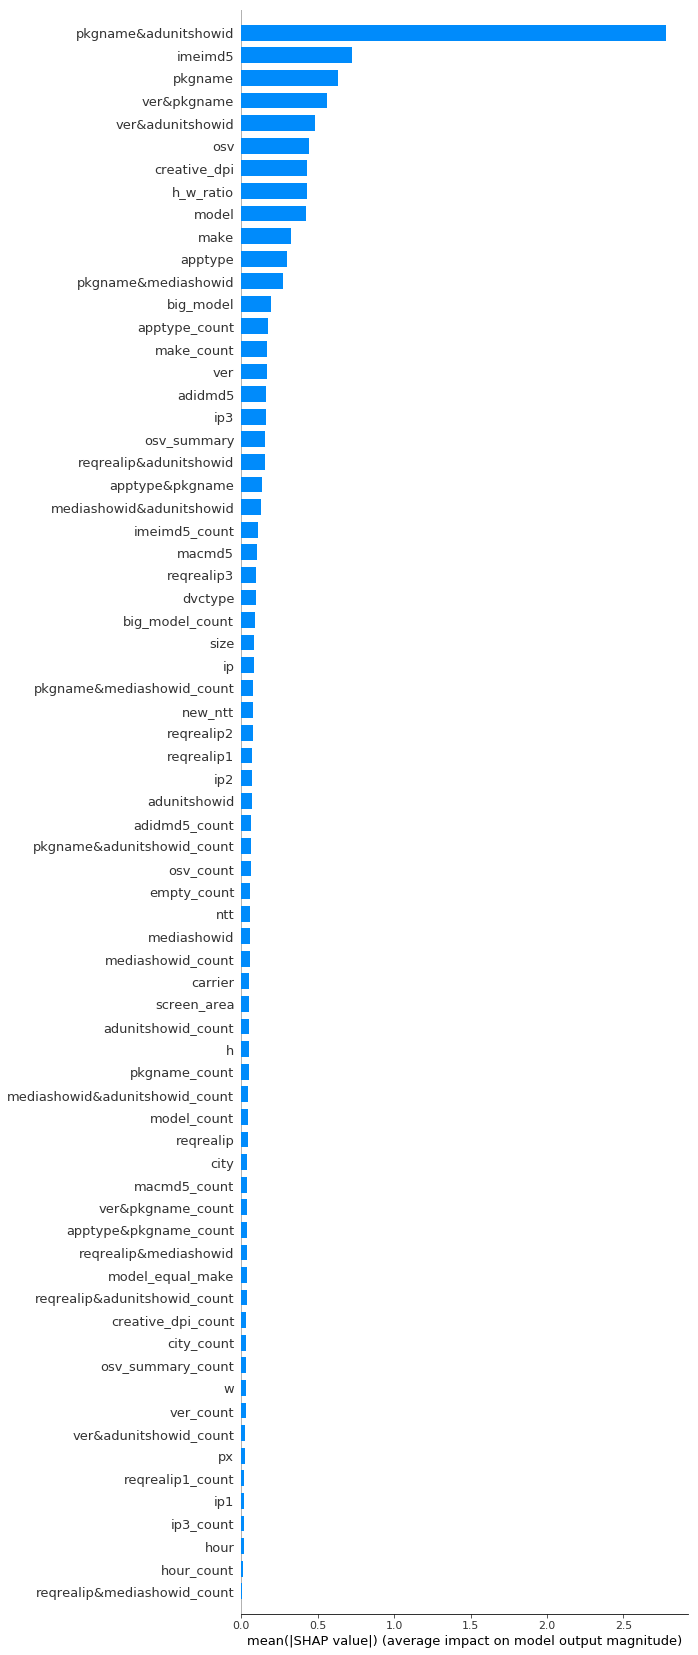 pkgname&adunitshowid
imeimd5
pkgname
ver&pkgname
ver&adunitshowid
osv
creative_dpi
h_w_ratio
model
make
apptype
pkgname&mediashowid
big_model
apptype_count
make_count
ver
adidmd5
ip3
osv_summary
reqrealip&adunitshowid
apptype&pkgname
mediashowid&adunitshowid
imeimd5_count
macmd5
reqrealip3
dvctype
big_model_count
size
ip
pkgname&mediashowid_count
new_ntt
reqrealip2
reqrealip1
ip2
adunitshowid
adidmd5_count
pkgname&adunitshowid_count
osv_count
empty_count
ntt
mediashowid
mediashowid_count
carrier
screen_area
adunitshowid_count
h
pkgname_count
mediashowid&adunitshowid_count
model_count
reqrealip
city
macmd5_count
ver&pkgname_count
apptype&pkgname_count
reqrealip&mediashowid
model_equal_make
reqrealip&adunitshowid_count
creative_dpi_count
city_count
osv_summary_count
w
ver_count
ver&adunitshowid_count
px
reqrealip1_count
ip1
ip3_count
hour
hour_count
reqrealip&mediashowid_count
0.0 0.5 1.0 1.5 2.0 2.5
mean(|SHAP value|) (average impact on model output magnitude)